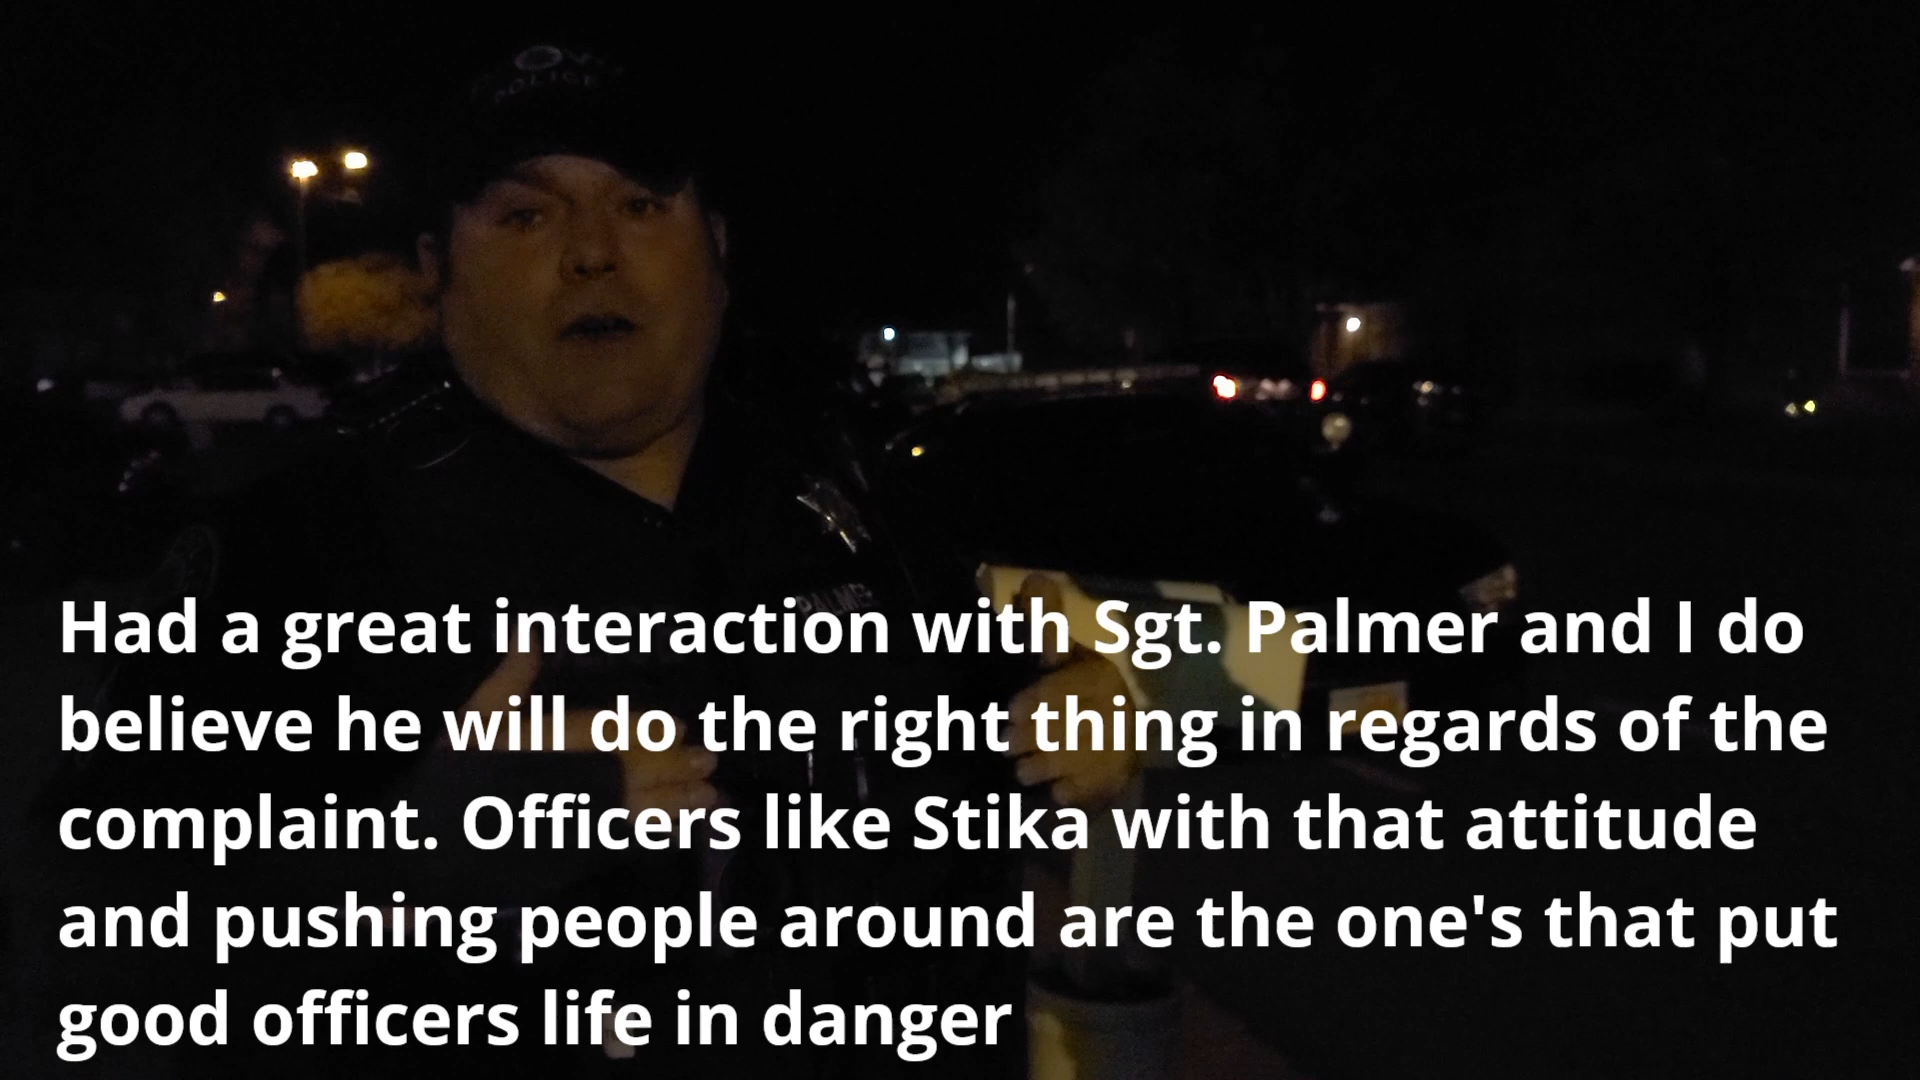 POLICE
PALMER
Had a great interaction with Sgt. Palmer and I do
believe he will do the right thing in regards of the
complaint. Officers like Stika with that attitude
and pushing people around are the one's that put
good officers life in danger